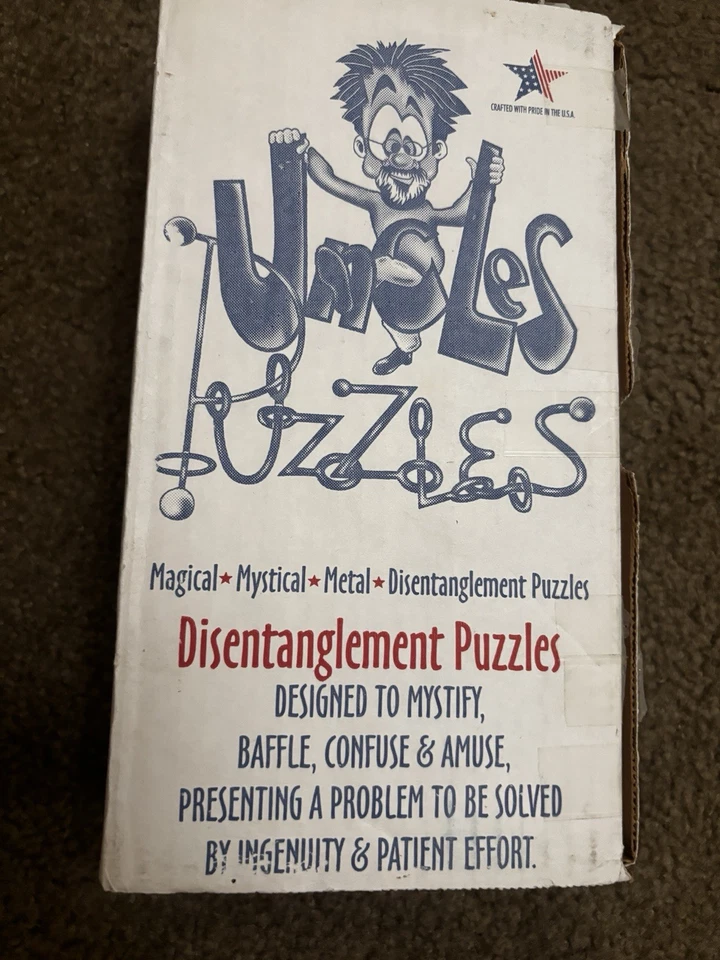 CRAFTED WITH PRIDE IN THE U.S.A.
UNCLES
PUZZLES
Magical★Mystical★Metal★Disentanglement Puzzles
Disentanglement Puzzles
DESIGNED TO MYSTIFY,
BAFFLE, CONFUSE & AMUSE,
PRESENTING A PROBLEM TO BE SOLVED
BY INGENUITY & PATIENT EFFORT.